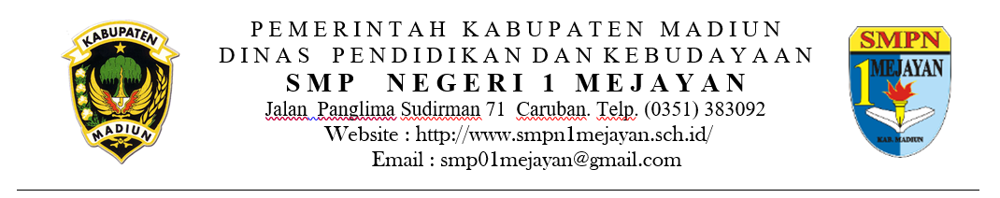 PEMERINTAH KABUPATEN MADIUN
DINAS PENDIDIKAN DAN KEBUDAYAAN
SMP NEGERI 1 MEJAYAN
Jalan Panglima Sudirman 71 Caruban. Telp. (0351) 383092
Website : http://www.smpn1mejayan.sch.id/
Email : smp01mejayan@gmail.com
KABUPATEN
MADIUN
SMPN
1 MEJAYAN
KAB. MADIUN